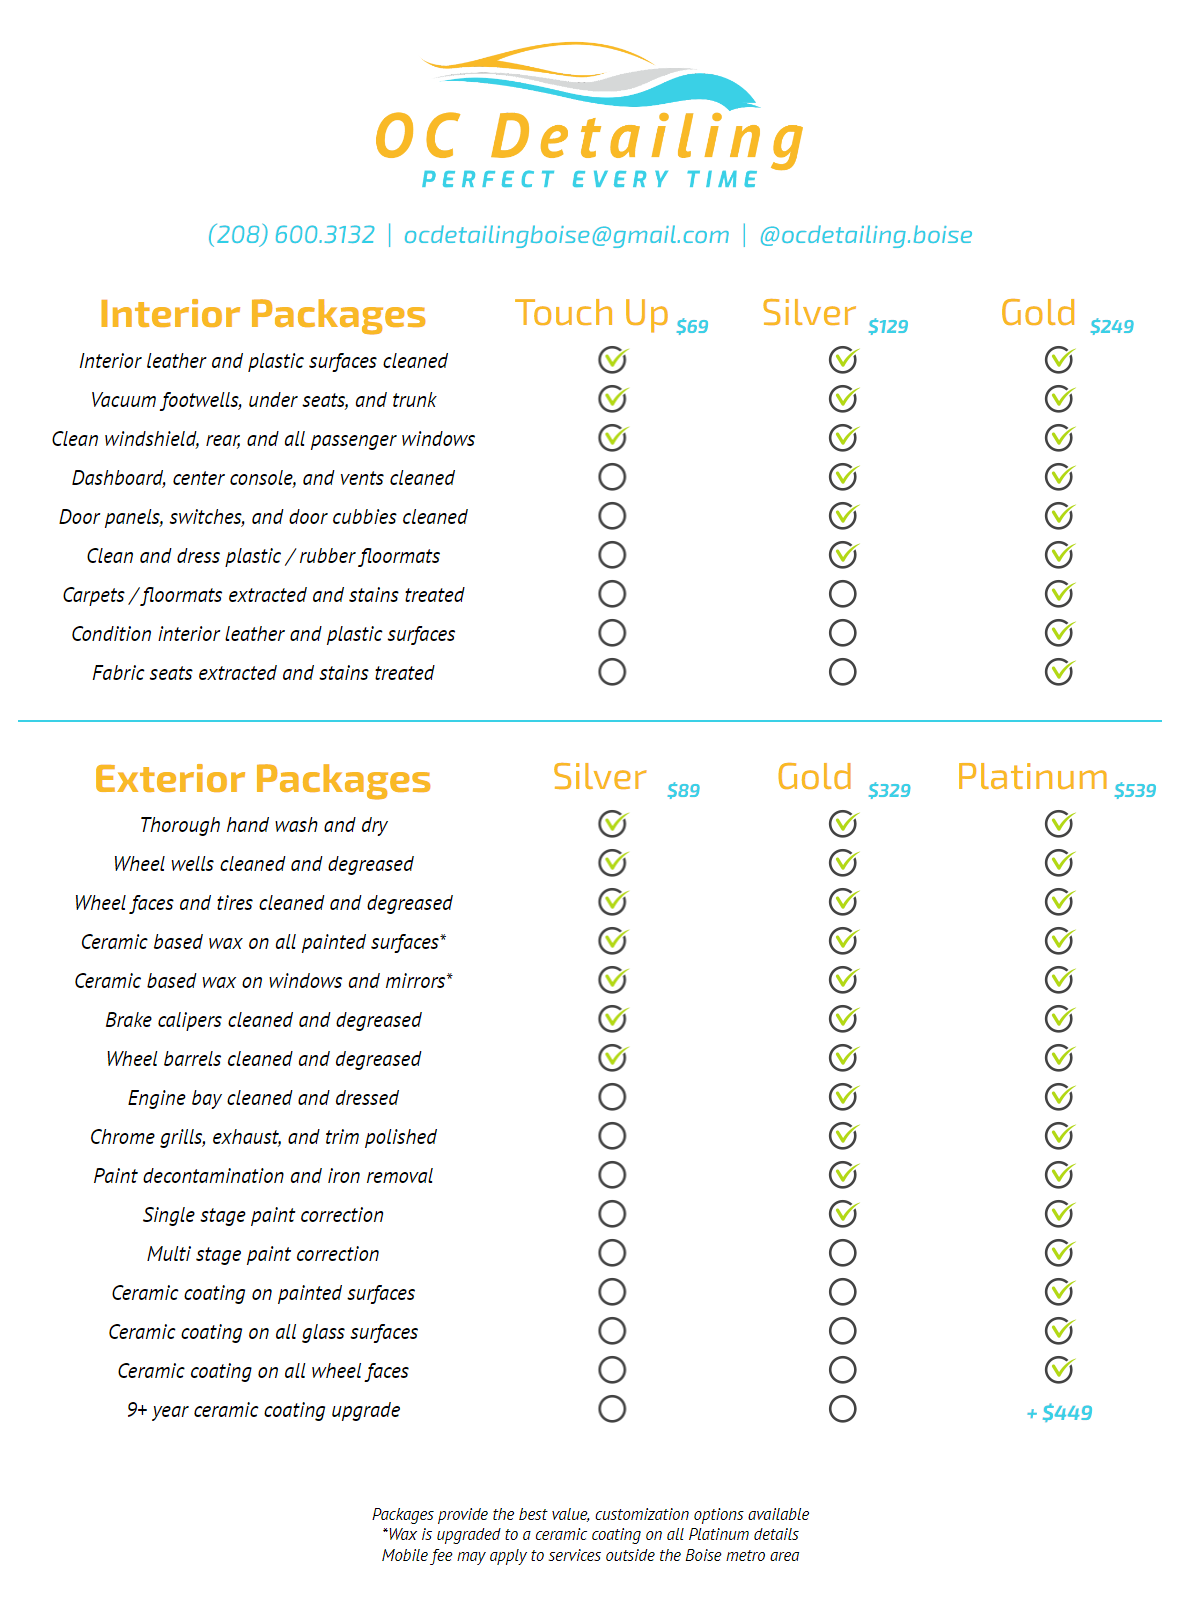 OC Detailing
PERFECT EVERY TIME
(208) 600.3132 | ocdetailingboise@gmail.com | @ocdetailing.boise
Interior Packages Touch Up $69 Silver $129 Gold $249
Interior leather and plastic surfaces cleaned
Vacuum footwells, under seats, and trunk
Clean windshield, rear, and all passenger windows
Dashboard, center console, and vents cleaned
Door panels, switches, and door cubbies cleaned
Clean and dress plastic / rubber floormats
Carpets / floormats extracted and stains treated
Condition interior leather and plastic surfaces
Fabric seats extracted and stains treated
Exterior Packages Silver $89 Gold $329 Platinum $539
Thorough hand wash and dry
Wheel wells cleaned and degreased
Wheel faces and tires cleaned and degreased
Ceramic based wax on all painted surfaces*
Ceramic based wax on windows and mirrors*
Brake calipers cleaned and degreased
Wheel barrels cleaned and degreased
Engine bay cleaned and dressed
Chrome grills, exhaust, and trim polished
Paint decontamination and iron removal
Single stage paint correction
Multi stage paint correction
Ceramic coating on painted surfaces
Ceramic coating on all glass surfaces
Ceramic coating on all wheel faces
9+ year ceramic coating upgrade + $449
Packages provide the best value, customization options available
*Wax is upgraded to a ceramic coating on all Platinum details
Mobile fee may apply to services outside the Boise metro area